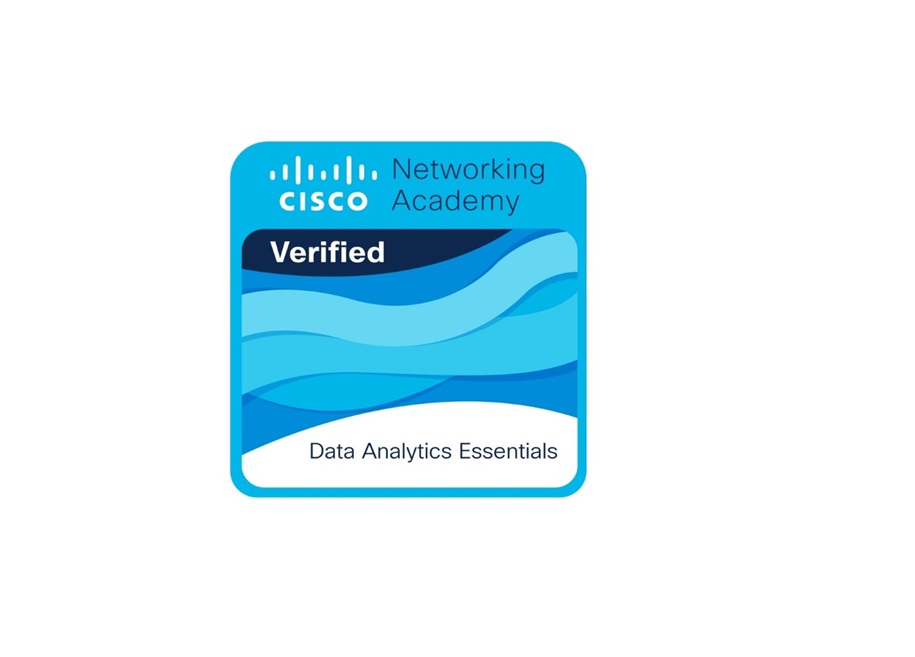 CISCO
Networking
Academy
Verified
Data Analytics Essentials